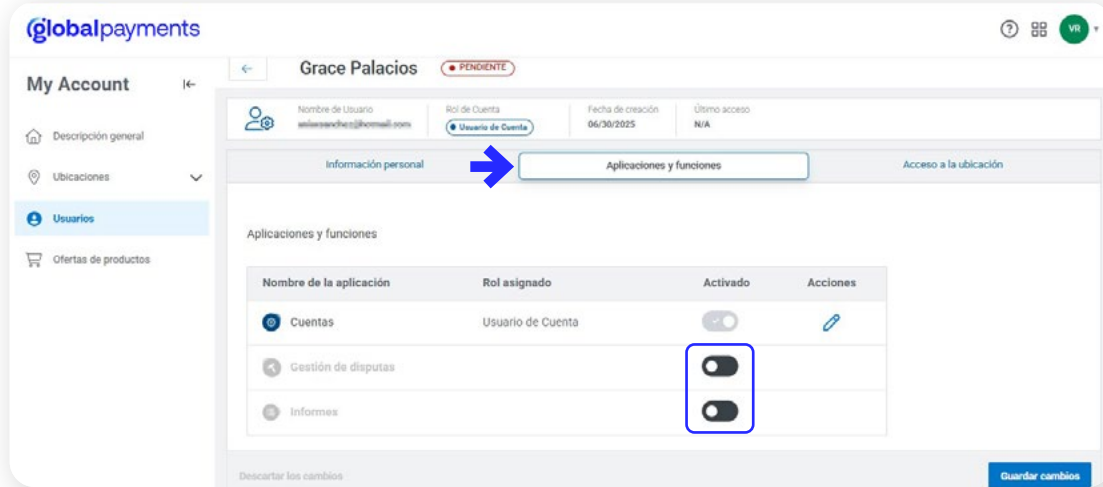 globalpayments
VR
My Account
Grace Palacios
PENDIENTE
Nombre de Usuario
Rol de Cuenta
Fecha de creación
Último acceso
Usuario de Cuenta
06/30/2025
N/A
Descripción general
Ubicaciones
Usuarios
Ofertas de productos
Información personal
Aplicaciones y funciones
Acceso a la ubicación
Aplicaciones y funciones
Nombre de la aplicación
Rol asignado
Activado
Acciones
Cuentas
Usuario de Cuenta
Gestión de disputas
Informes
Descartar los cambios
Guardar cambios